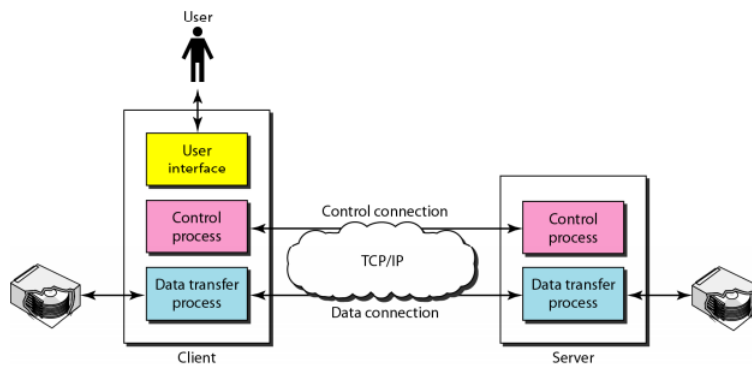 User
User
interface
Control
process
Control connection
Control
process
TCP/IP
Data transfer
process
Data connection
Data transfer
process
Client
Server